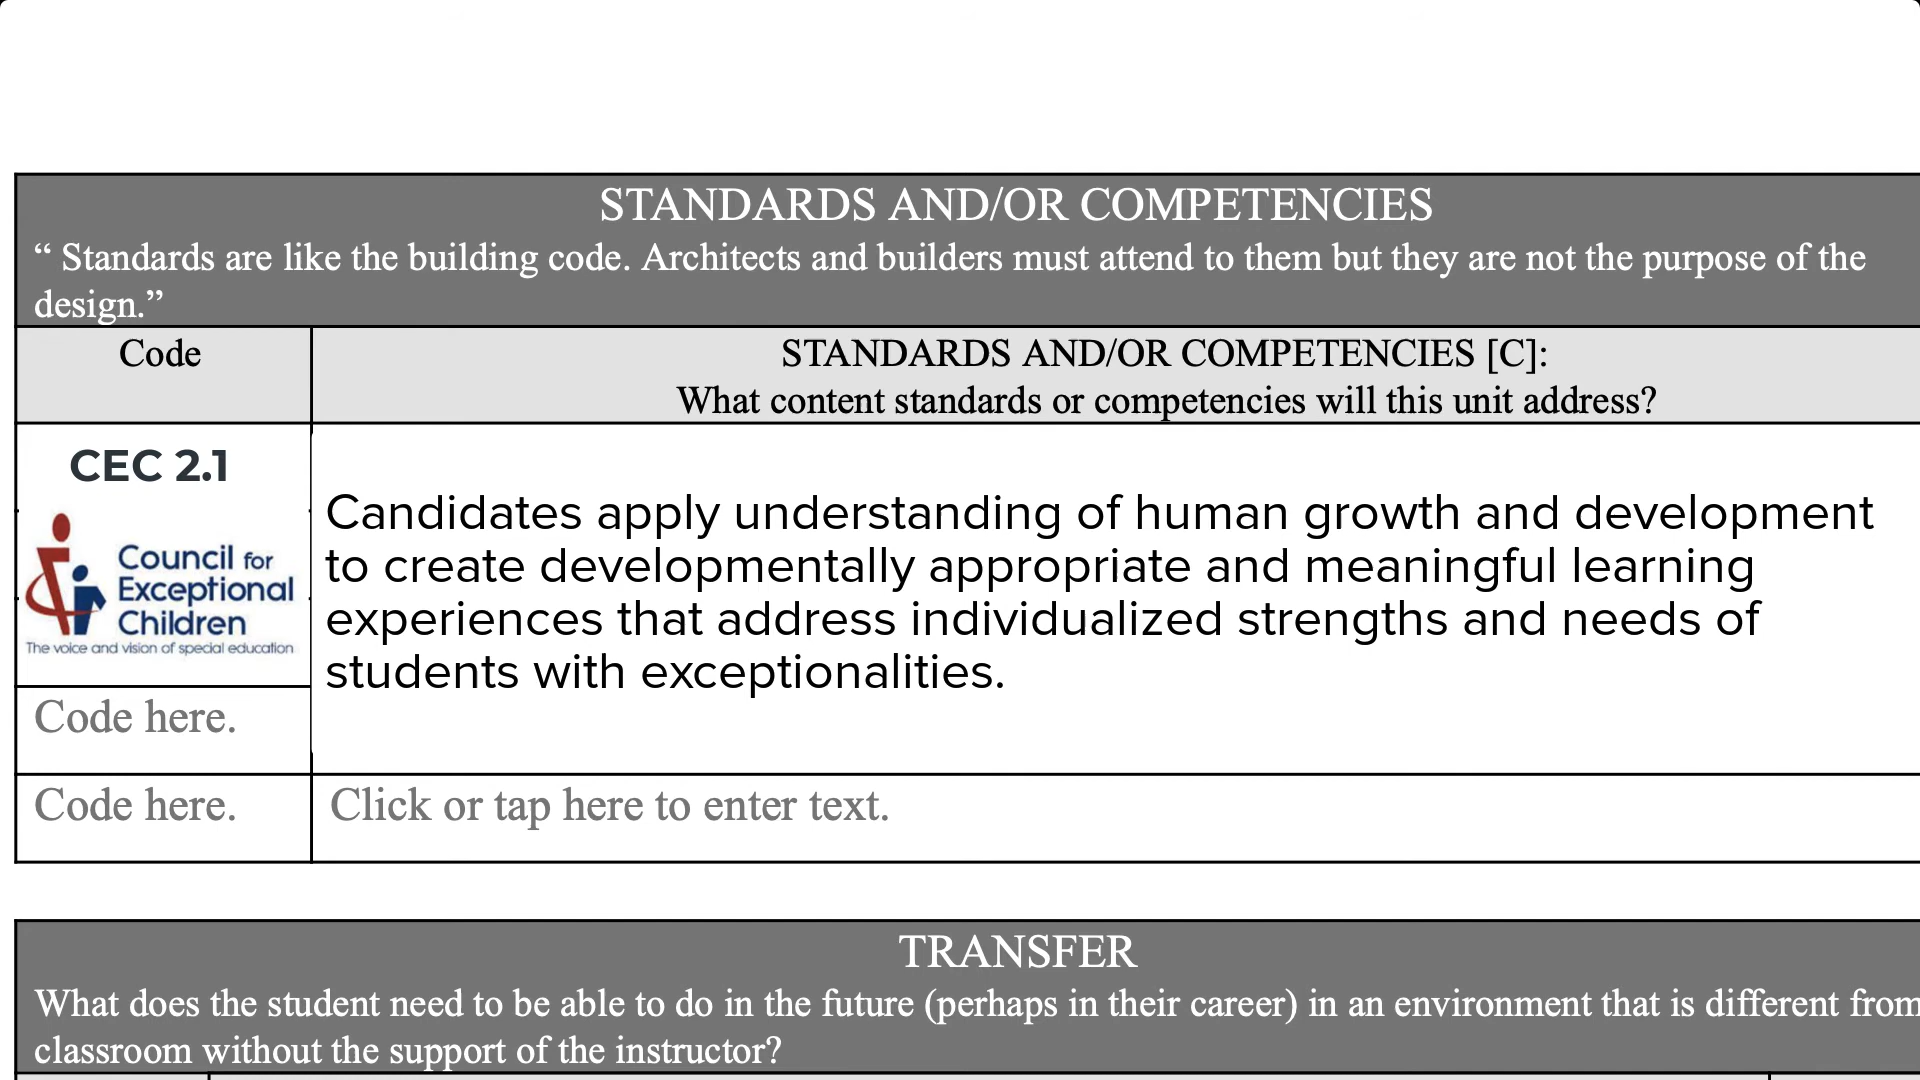 STANDARDS AND/OR COMPETENCIES
“ Standards are like the building code. Architects and builders must attend to them but they are not the purpose of the
design.”
Code
STANDARDS AND/OR COMPETENCIES [C]:
What content standards or competencies will this unit address?
CEC 2.1
Council for
Exceptional
Children
The voice and vision of special education
Candidates apply understanding of human growth and development
to create developmentally appropriate and meaningful learning
experiences that address individualized strengths and needs of
students with exceptionalities.
Code here.
Code here.
Click or tap here to enter text.
TRANSFER
What does the student need to be able to do in the future (perhaps in their career) in an environment that is different from
classroom without the support of the instructor?